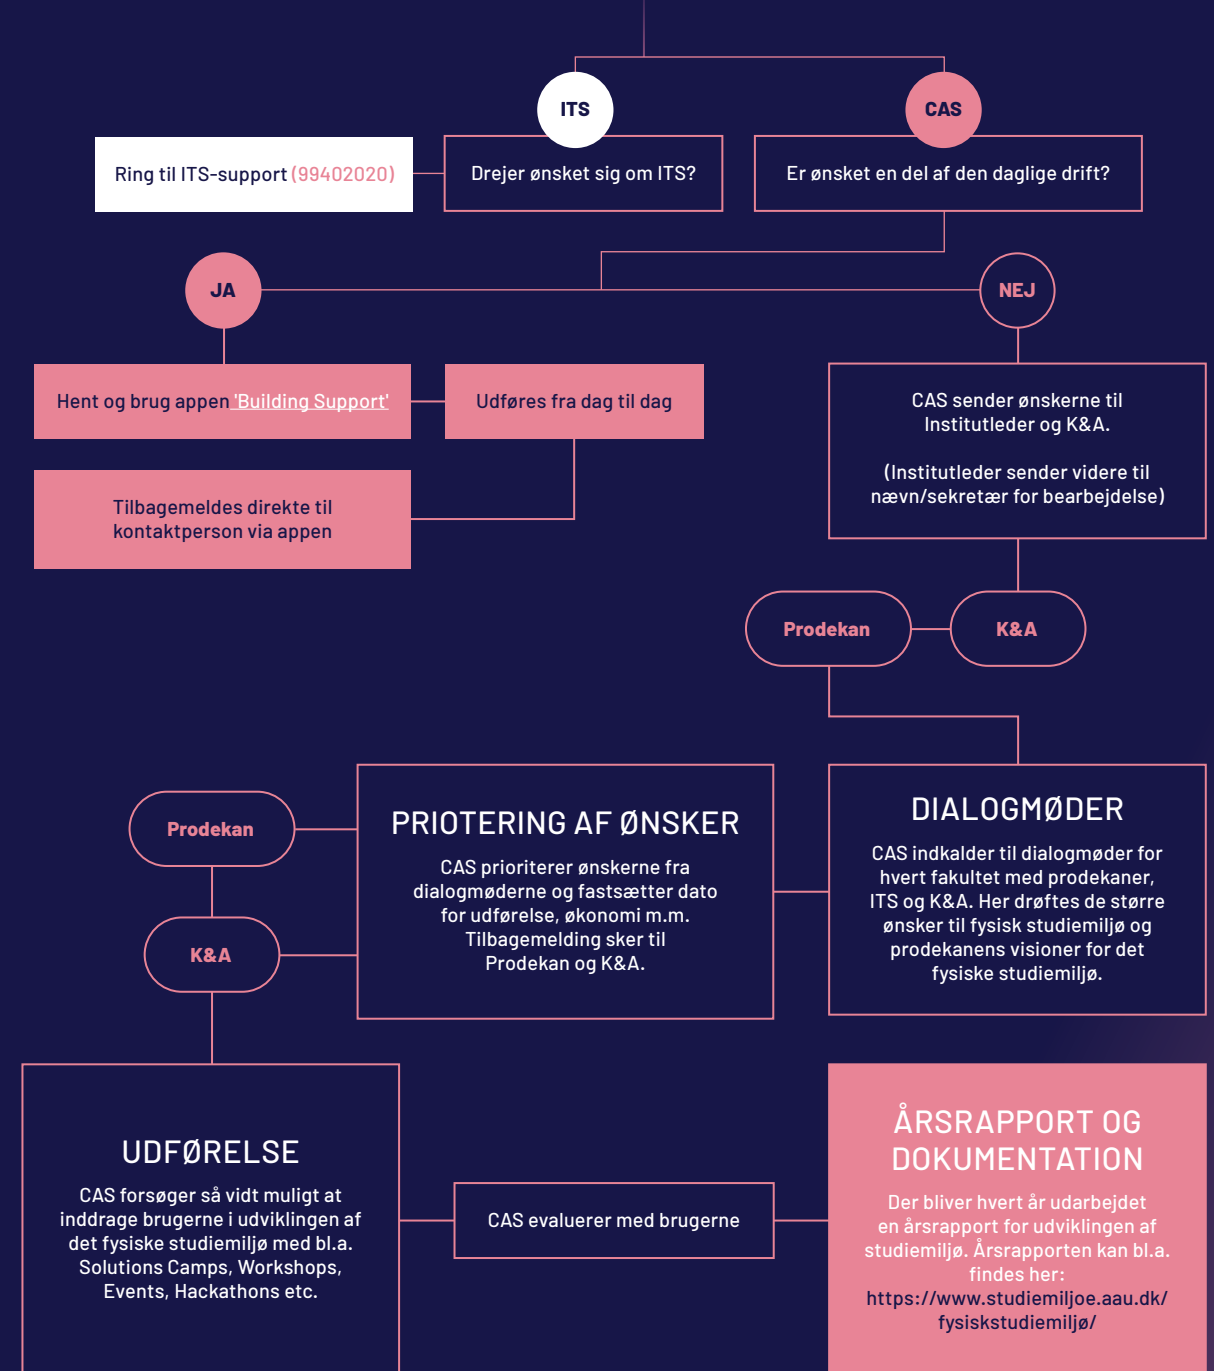 ITS
CAS
Ring til ITS-support (99402020)
Drejer ønsket sig om ITS?
Er ønsket en del af den daglige drift?
JA
NEJ
Hent og brug appen 'Building Support'
Udføres fra dag til dag
CAS sender ønskerne til
Institutleder og K&A.
(Institutleder sender videre til
nævn/sekretær for bearbejdelse)
Tilbagemeldes direkte til
kontaktperson via appen
Prodekan
K&A
DIALOGMØDER
CAS indkalder til dialogmøder for
hvert fakultet med prodekaner,
ITS og K&A. Her drøftes de større
ønsker til fysisk studiemiljø og
prodekanens visioner for det
fysiske studiemiljø.
PRIOTERING AF ØNSKER
CAS prioriterer ønskerne fra
dialogmøderne og fastsætter dato
for udførelse, økonomi m.m.
Tilbagemelding sker til
Prodekan og K&A.
Prodekan
K&A
UDFØRELSE
CAS forsøger så vidt muligt at
inddrage brugerne i udviklingen af
det fysiske studiemiljø med bl.a.
Solutions Camps, Workshops,
Events, Hackathons etc.
CAS evaluerer med brugerne
ÅRSRAPPORT OG
DOKUMENTATION
Der bliver hvert år udarbejdet
en årsrapport for udviklingen af
studiemiljø. Årsrapporten kan bl.a.
findes her:
https://www.studiemiljoe.aau.dk/
fysiskstudiemiljø/